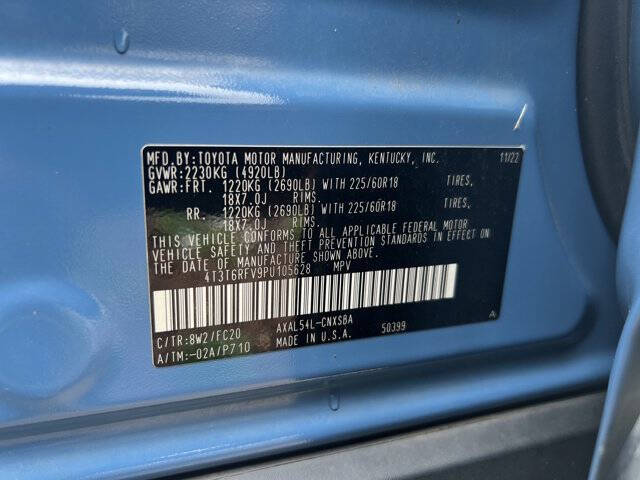 MFD.BY:TOYOTA MOTOR MANUFACTURING, KENTUCKY, INC. 11/22
GVWR:2230KG (4920LB)
GAWR:FRT. 1220KG (2690LB) WITH 225/60R18 TIRES,
18X7.0J RIMS.
RR. 1220KG (2690LB) WITH 225/60R18 TIRES,
18X7.0J RIMS.
THIS VEHICLE CONFORMS TO ALL APPLICABLE FEDERAL MOTOR
VEHICLE SAFETY AND THEFT PREVENTION STANDARDS IN EFFECT ON
THE DATE OF MANUFACTURE SHOWN ABOVE.
4T3T6RFV9PU105628 MPV
C/TR:8W2/FC20 AXAL54L-CNXSBA 50399 A
A/TM:-02A/P710 MADE IN U.S.A.